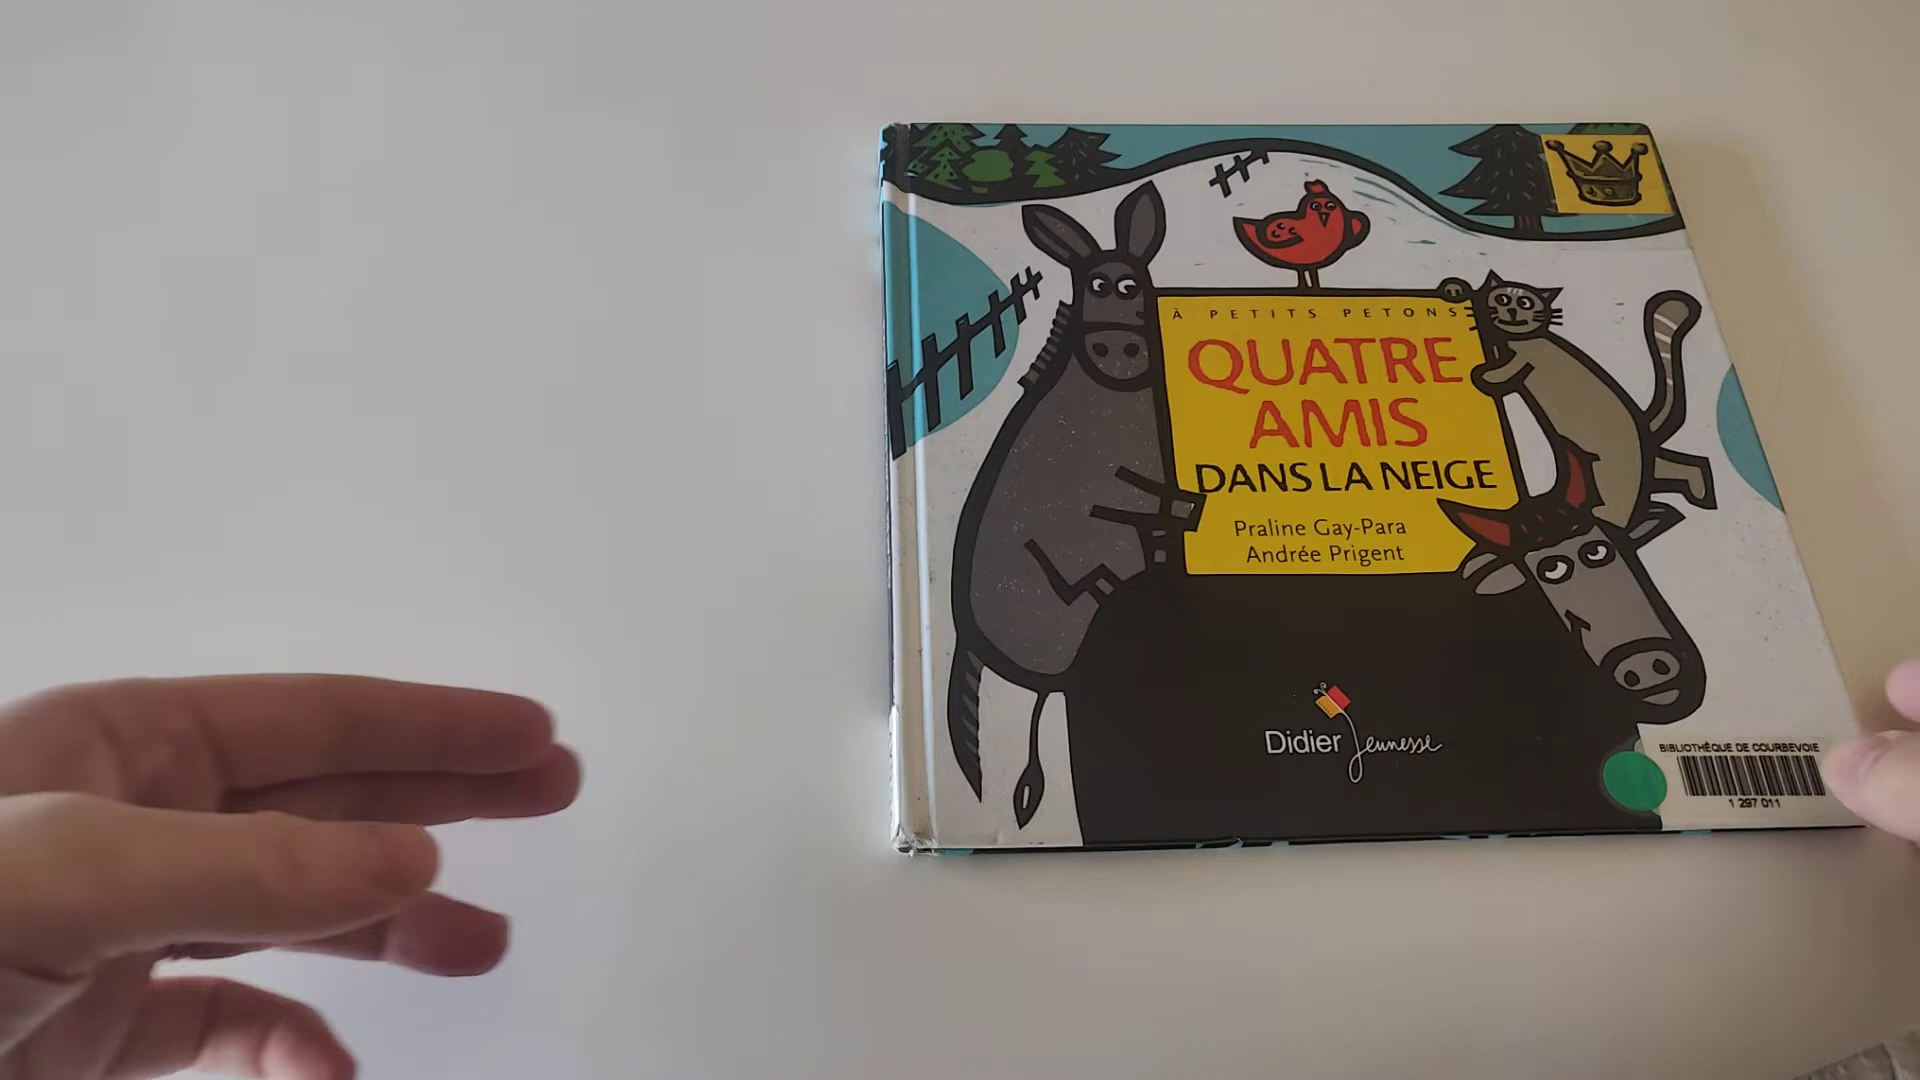 À PETITS PETONS
QUATRE
AMIS
DANS LA NEIGE
Praline Gay-Para
Andrée Prigent
Didier Jeunesse
BIBLIOTHÈQUE DE COURBEVOIE
1 297 011